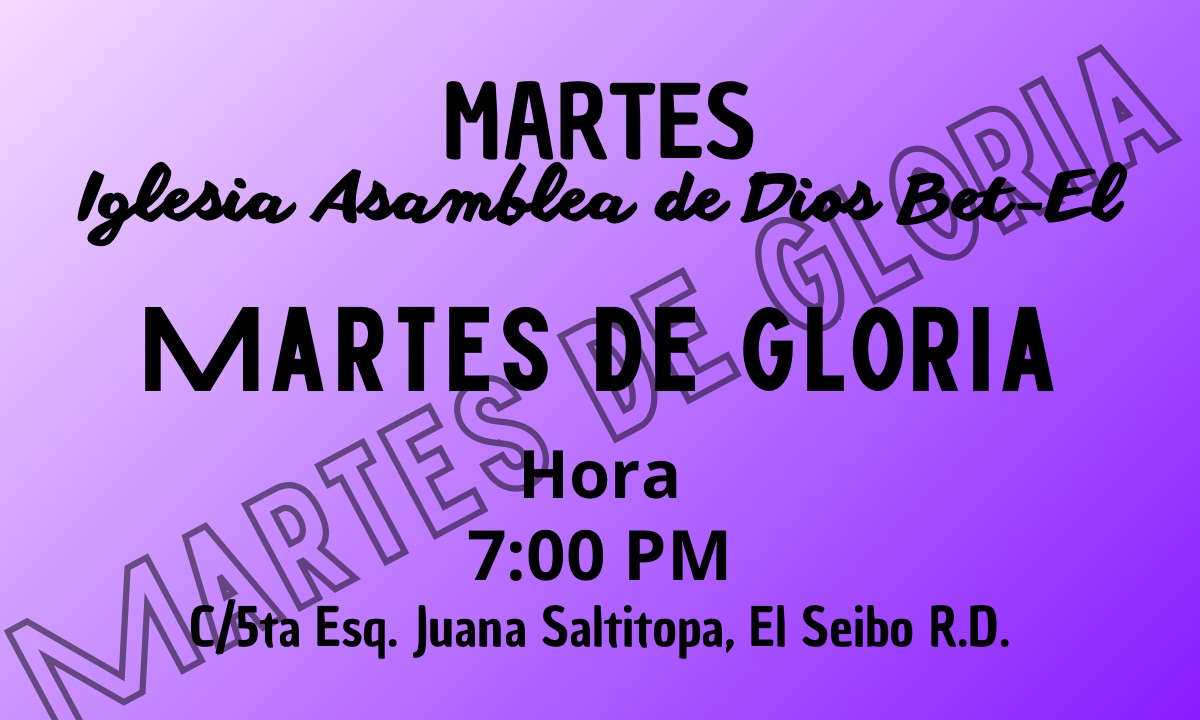 MARTES
Iglesia Asamblea de Dios Bet-El
MARTES DE GLORIA
MARTES DE GLORIA
Hora
7:00 PM
C/5ta Esq. Juana Saltitopa, El Seibo R.D.